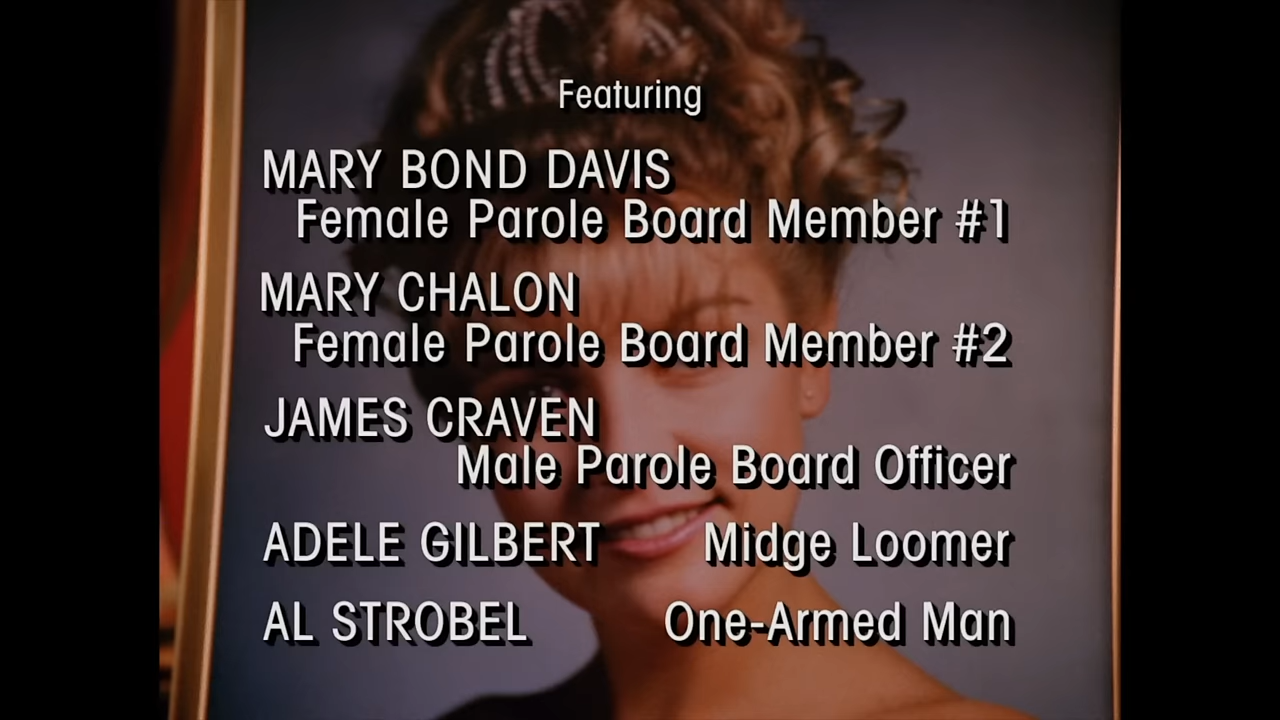 Featuring
MARY BOND DAVIS
Female Parole Board Member #1
MARY CHALON
Female Parole Board Member #2
JAMES CRAVEN
Male Parole Board Officer
ADELE GILBERT Midge Loomer
AL STROBEL One-Armed Man